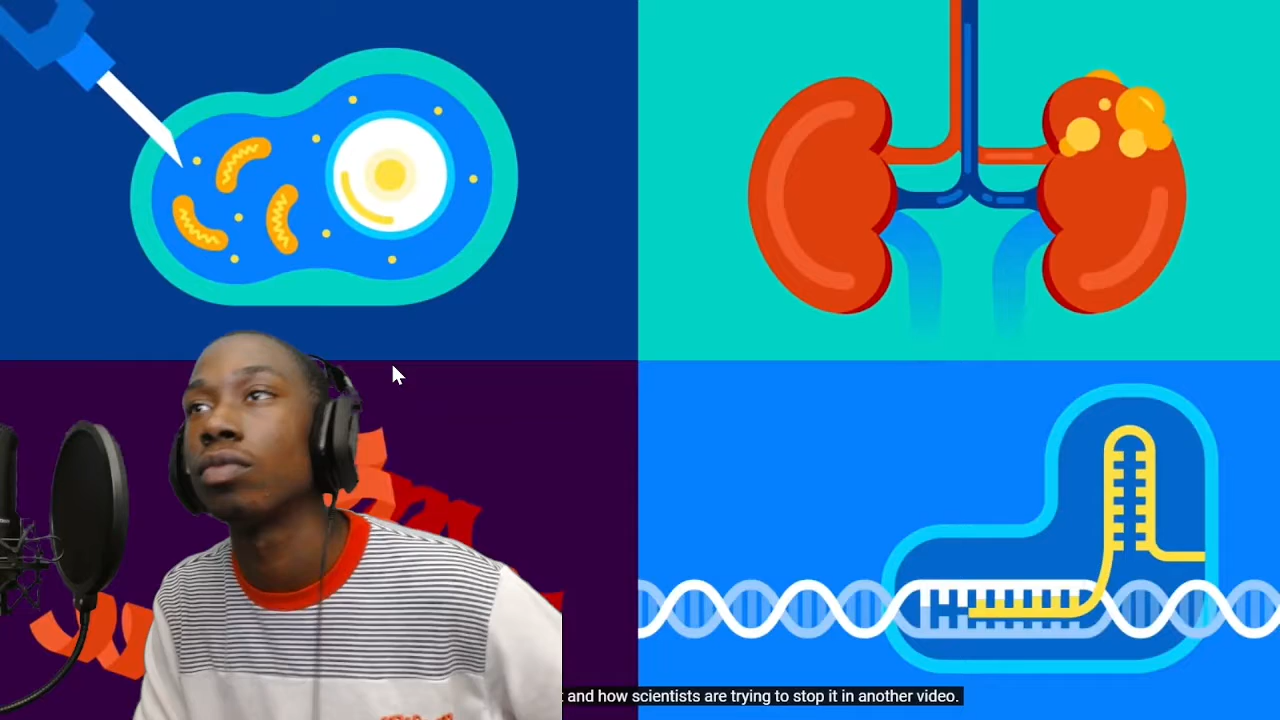 and how scientists are trying to stop it in another video.